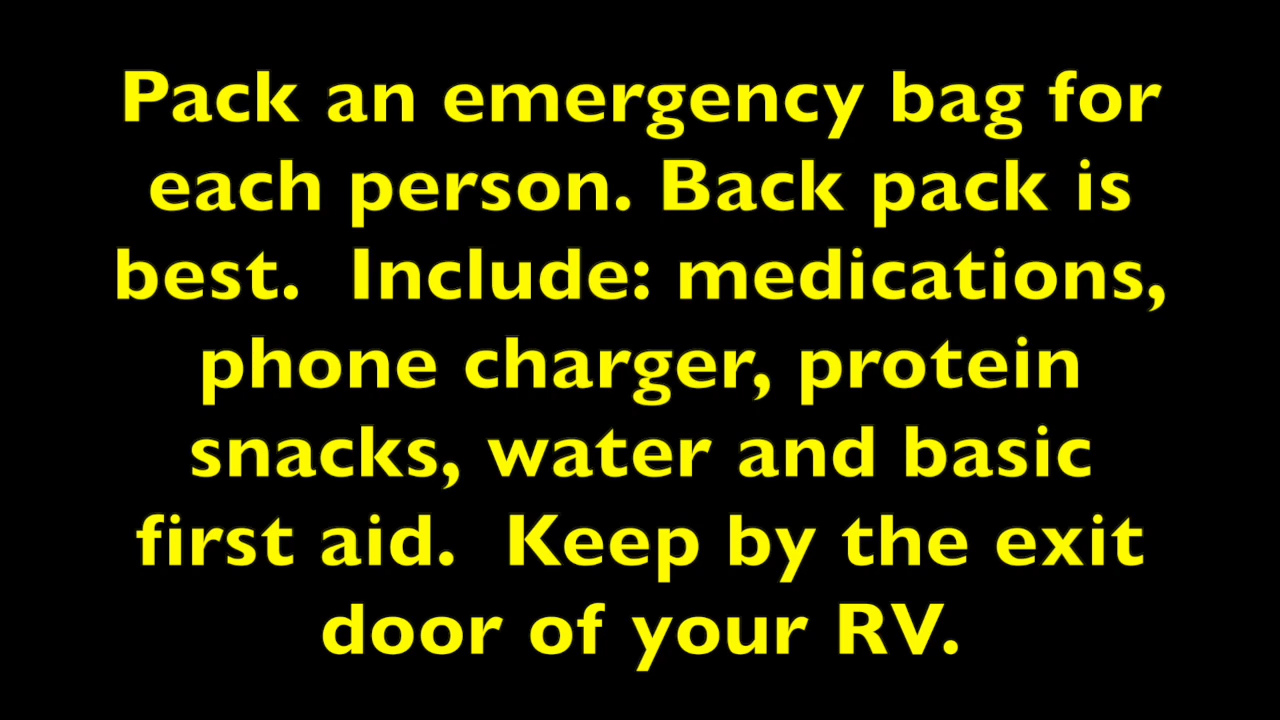 Pack an emergency bag for
each person. Back pack is
best.  Include: medications,
phone charger, protein
snacks, water and basic
first aid.  Keep by the exit
door of your RV.